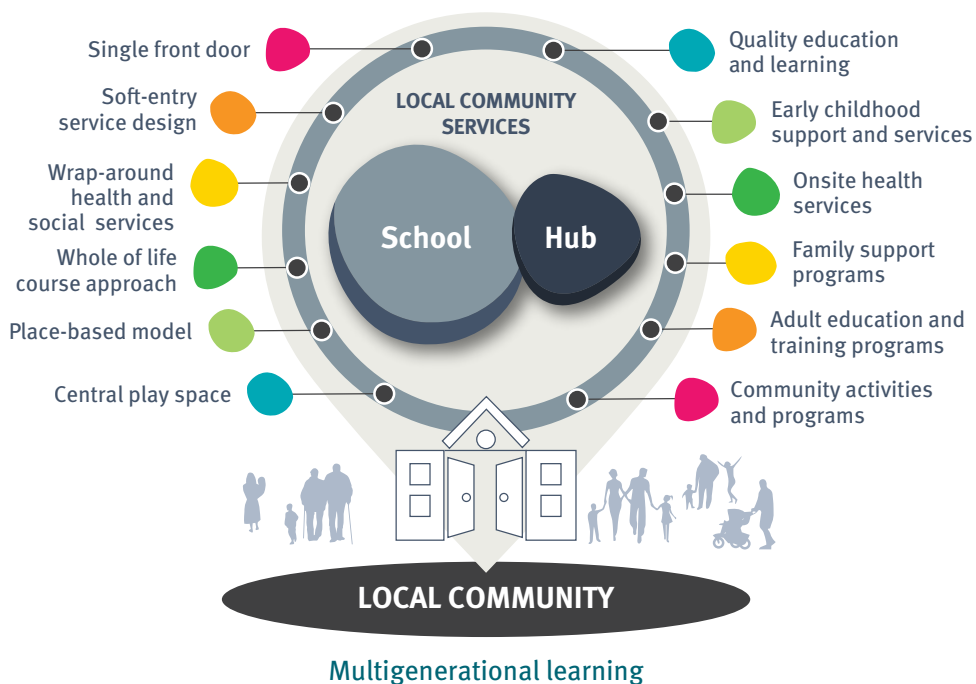 Single front door
Soft-entry
service design
Wrap-around
health and
social services
Whole of life
course approach
Place-based model
Central play space
LOCAL COMMUNITY
SERVICES
School
Hub
Quality education
and learning
Early childhood
support and services
Onsite health
services
Family support
programs
Adult education and
training programs
Community activities
and programs
LOCAL COMMUNITY
Multigenerational learning